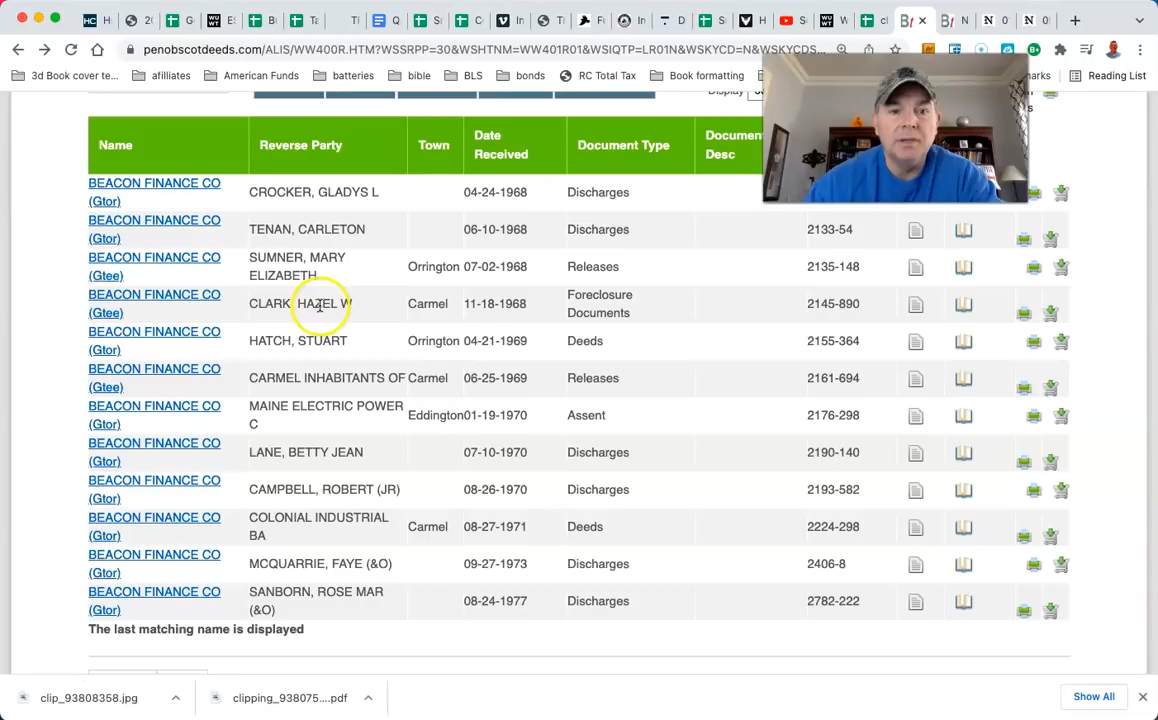 penobscotdeeds.com/ALIS/WW400R.HTM?WSSRPP=30&WSHTNM=WW401R01&WSIQTP=LR01N&WSKYCD=N&WSKYCDS...
3d Book cover te... afiliates American Funds batteries bible BLS bonds RC Total Tax Book formatting Reading List
Name Reverse Party Town Date Received Document Type Document Desc
BEACON FINANCE CO (Gtor) CROCKER, GLADYS L 04-24-1968 Discharges
BEACON FINANCE CO (Gtor) TENAN, CARLETON 06-10-1968 Discharges 2133-54
BEACON FINANCE CO (Gtee) SUMNER, MARY ELIZABETH Orrington 07-02-1968 Releases 2135-148
BEACON FINANCE CO (Gtee) CLARK, HAZEL W Carmel 11-18-1968 Foreclosure Documents 2145-890
BEACON FINANCE CO (Gtor) HATCH, STUART Orrington 04-21-1969 Deeds 2155-364
BEACON FINANCE CO (Gtee) CARMEL INHABITANTS OF Carmel 06-25-1969 Releases 2161-694
BEACON FINANCE CO (Gtor) MAINE ELECTRIC POWER C Eddington 01-19-1970 Assent 2176-298
BEACON FINANCE CO (Gtor) LANE, BETTY JEAN 07-10-1970 Discharges 2190-140
BEACON FINANCE CO (Gtor) CAMPBELL, ROBERT (JR) 08-26-1970 Discharges 2193-582
BEACON FINANCE CO (Gtor) COLONIAL INDUSTRIAL BA Carmel 08-27-1971 Deeds 2224-298
BEACON FINANCE CO (Gtor) MCQUARRIE, FAYE (&O) 09-27-1973 Discharges 2406-8
BEACON FINANCE CO (Gtor) SANBORN, ROSE MAR (&O) 08-24-1977 Discharges 2782-222
The last matching name is displayed
clip_93808358.jpg clipping_938075....pdf Show All